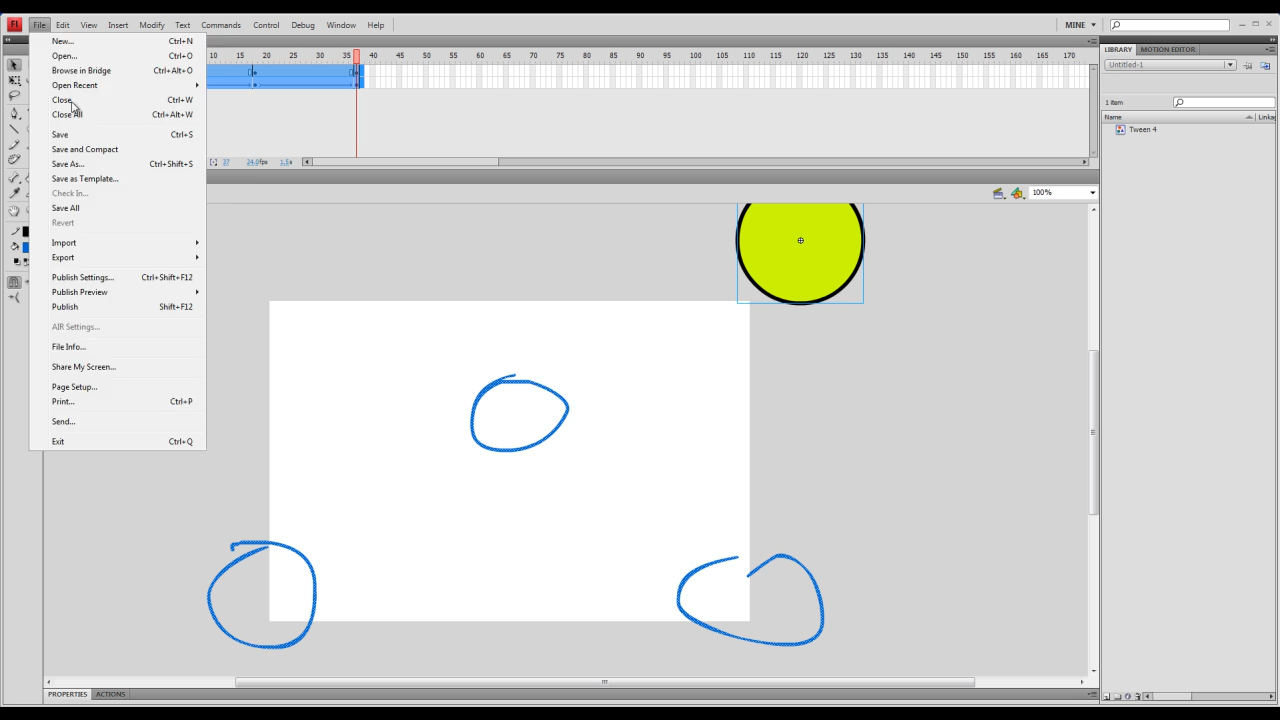 Fl File Edit View Insert Modify Text Commands Control Debug Window Help MINE
New... Ctrl+N
Open... Ctrl+O
Browse in Bridge Ctrl+Alt+O
Open Recent
Close Ctrl+W
Close All Ctrl+Alt+W
Save Ctrl+S
Save and Compact
Save As... Ctrl+Shift+S
Save as Template...
Check In...
Save All
Revert
Import
Export
Publish Settings... Ctrl+Shift+F12
Publish Preview
Publish Shift+F12
AIR Settings...
File Info...
Share My Screen...
Page Setup...
Print... Ctrl+P
Send...
Exit Ctrl+Q
10 15 20 25 30 35 40 45 50 55 60 65 70 75 80 85 90 95 100 105 110 115 120 125 130 135 140 145 150 155 160 165 170
37 24.0fps 1.5s
100%
LIBRARY MOTION EDITOR
Untitled-1
1 item
Name Linka
Tween 4
PROPERTIES ACTIONS